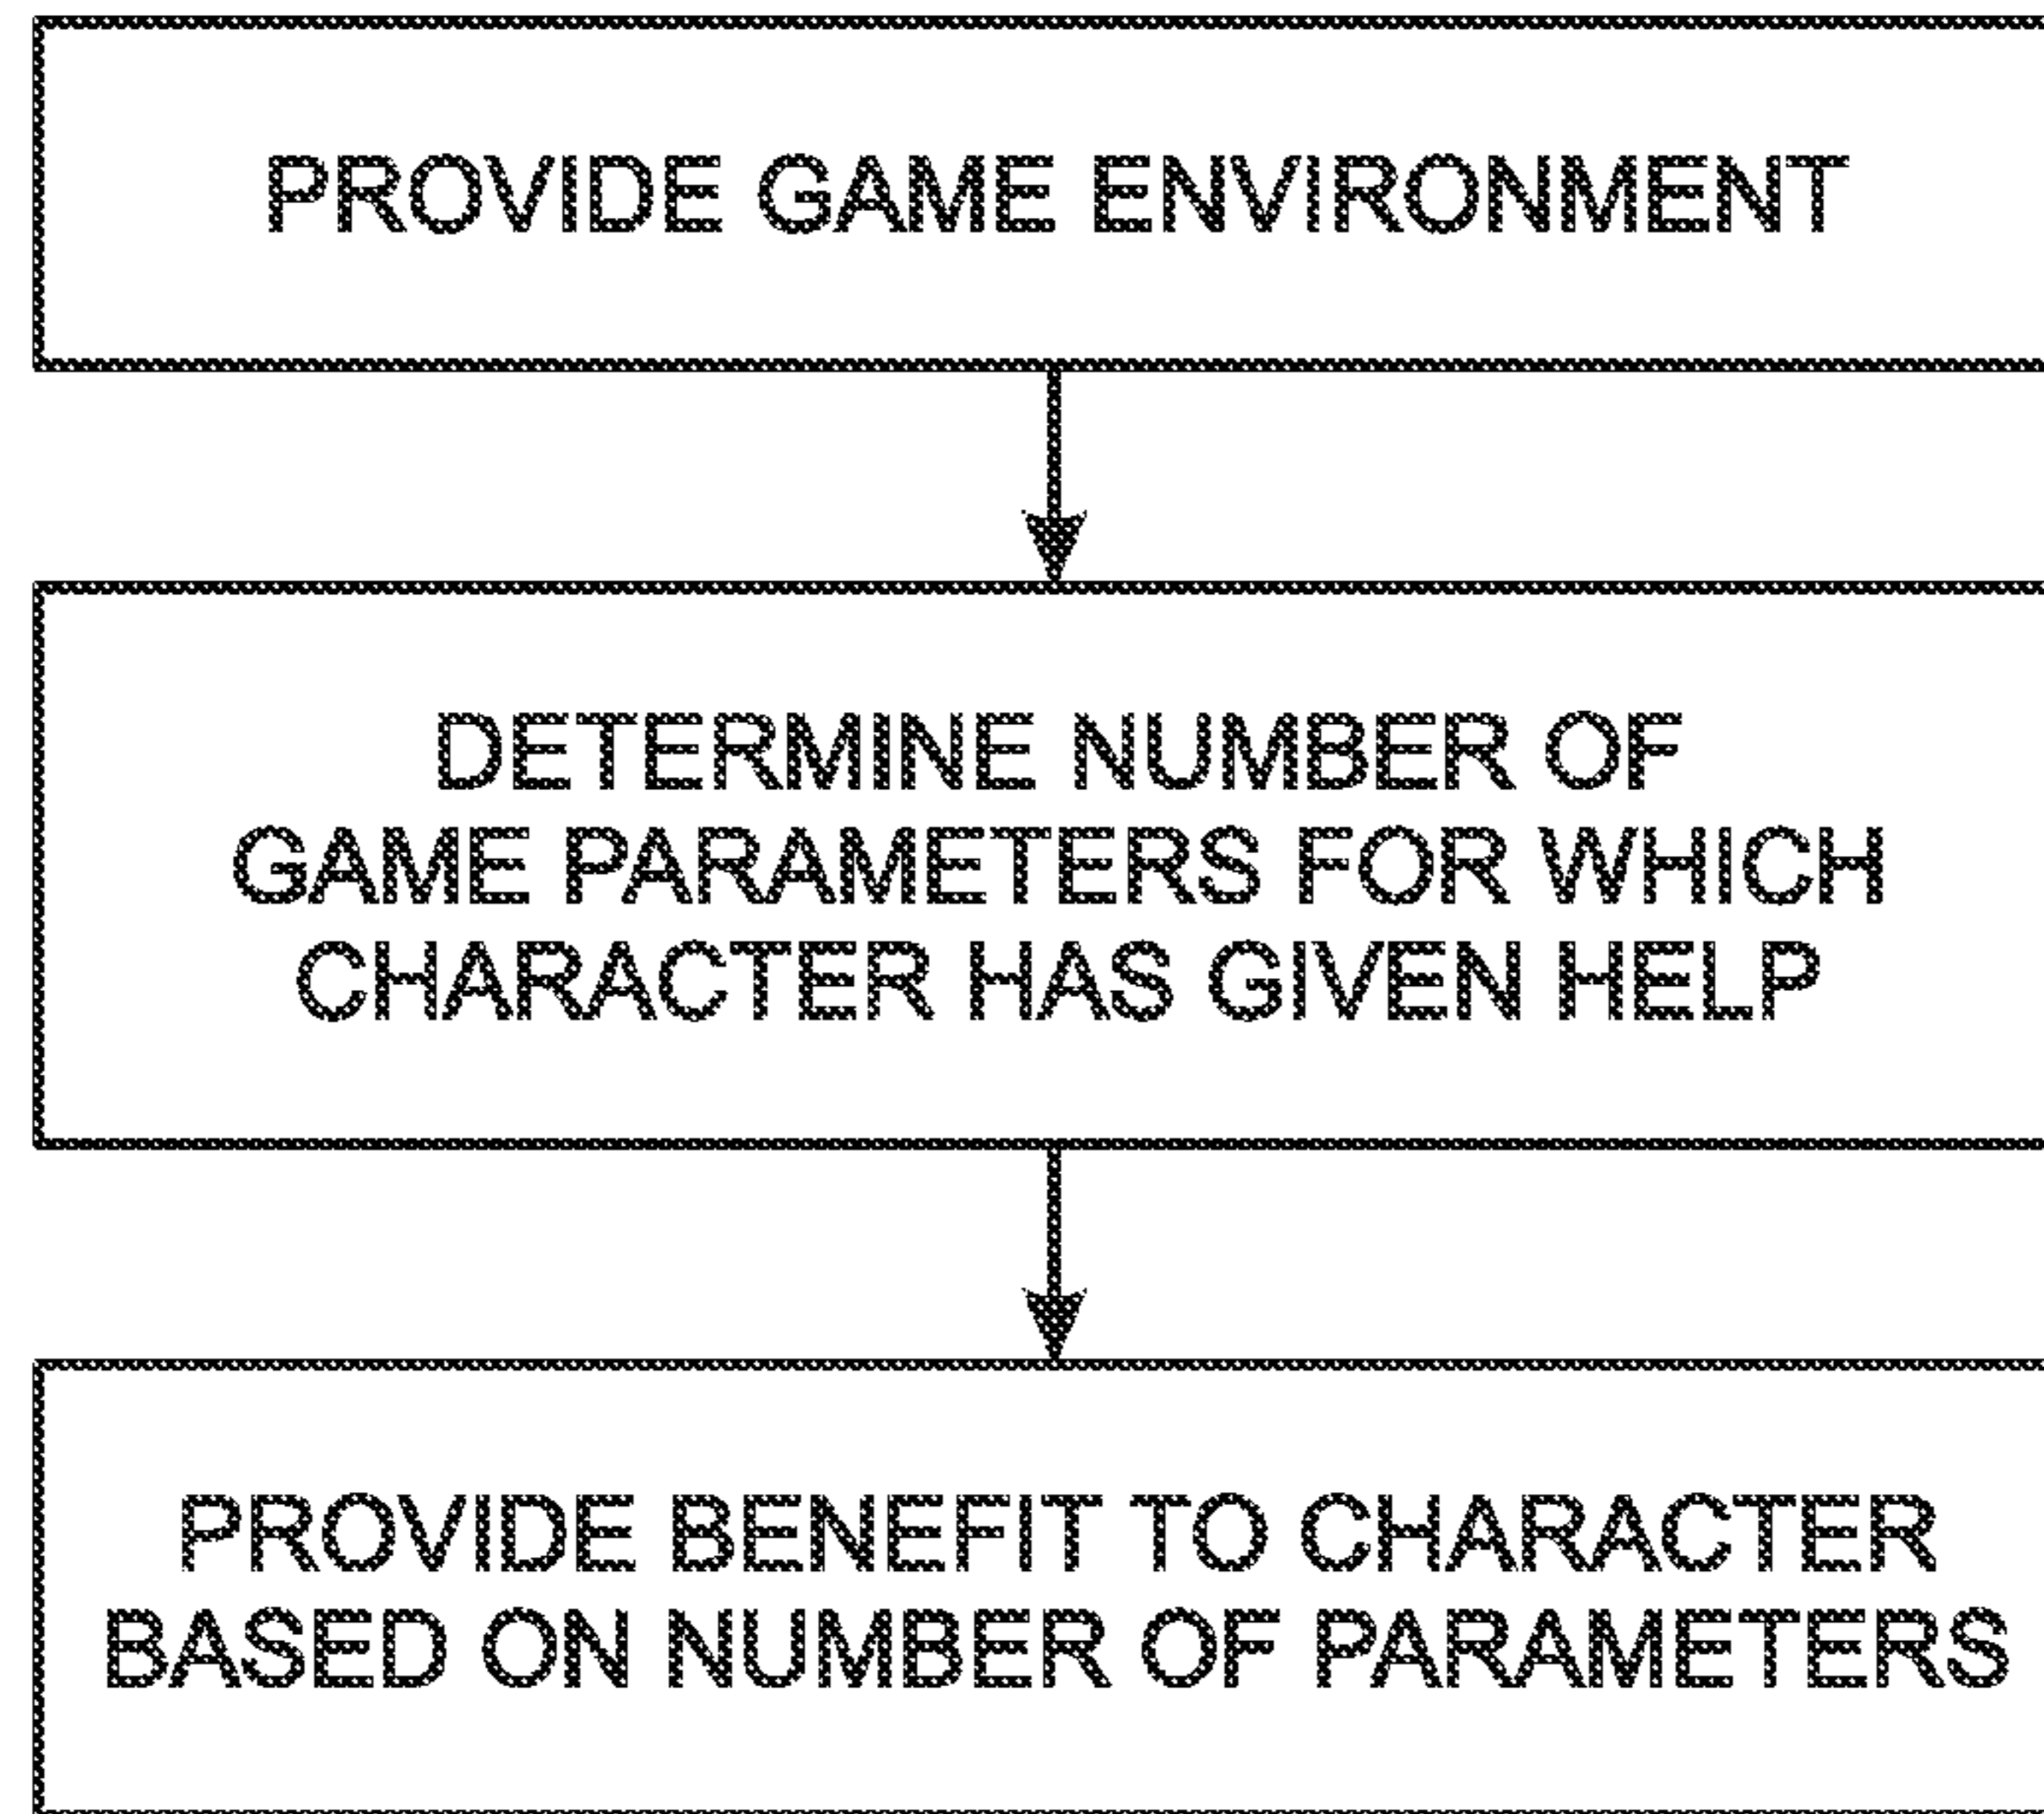 PROVIDE GAME ENVIRONMENT
DETERMINE NUMBER OF
GAME PARAMETERS FOR WHICH
CHARACTER HAS GIVEN HELP
PROVIDE BENEFIT TO CHARACTER
BASED ON NUMBER OF PARAMETERS